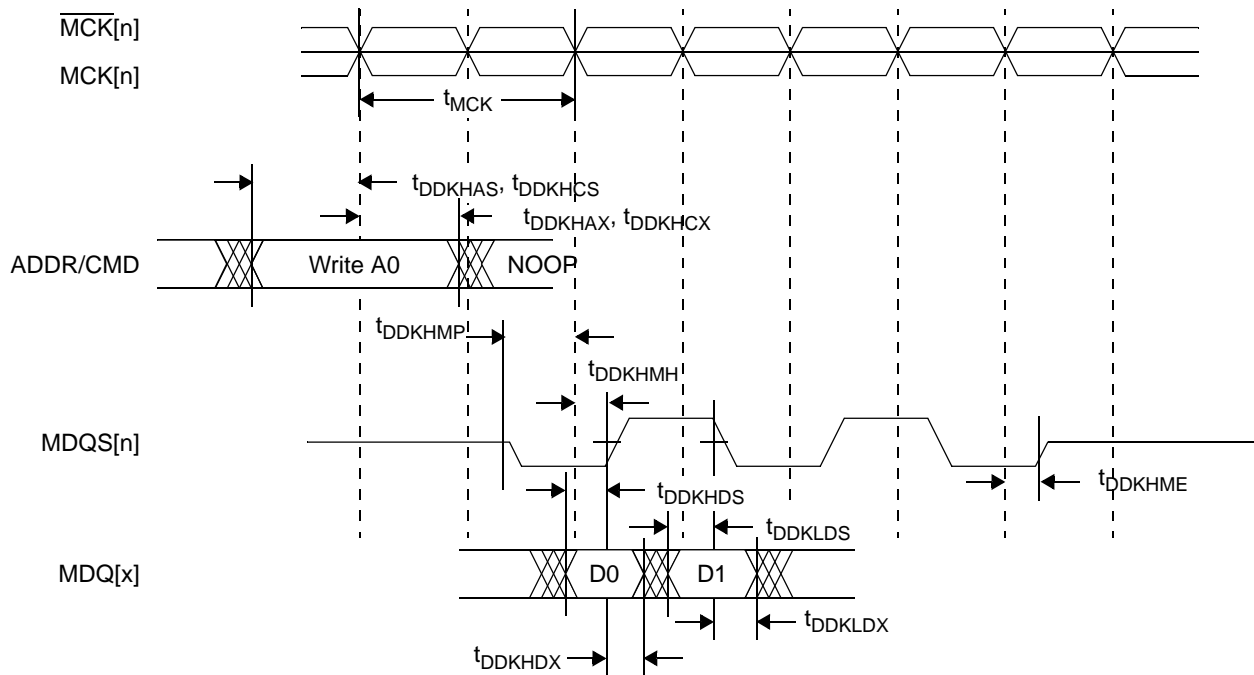 M̅C̅K̅[n]
MCK[n]
tMCK
tDDKHAS, tDDKHCS
tDDKHAX, tDDKHCX
ADDR/CMD Write A0 NOOP
tDDKHMP
tDDKHMH
MDQS[n]
tDDKHME
tDDKHDS
tDDKLDS
MDQ[x] D0 D1
tDDKLDX
tDDKHDX